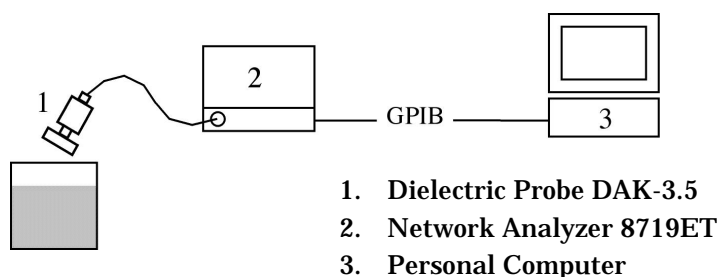 1
2
GPIB
3
1. Dielectric Probe DAK-3.5
2. Network Analyzer 8719ET
3. Personal Computer